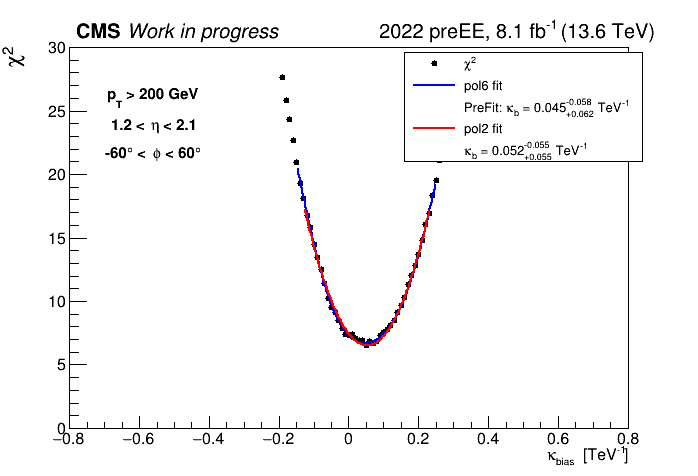 CMS Work in progress
2022 preEE, 8.1 fb⁻¹ (13.6 TeV)
χ²
30
25
20
15
10
5
0
p_T > 200 GeV
1.2 < η < 2.1
-60° < φ < 60°
χ²
pol6 fit
PreFit: κ_b = 0.045 -0.058 +0.062 TeV⁻¹
pol2 fit
κ_b = 0.052 -0.055 +0.055 TeV⁻¹
−0.8 −0.6 −0.4 −0.2 0 0.2 0.4 0.6 0.8
κ_bias [TeV⁻¹]